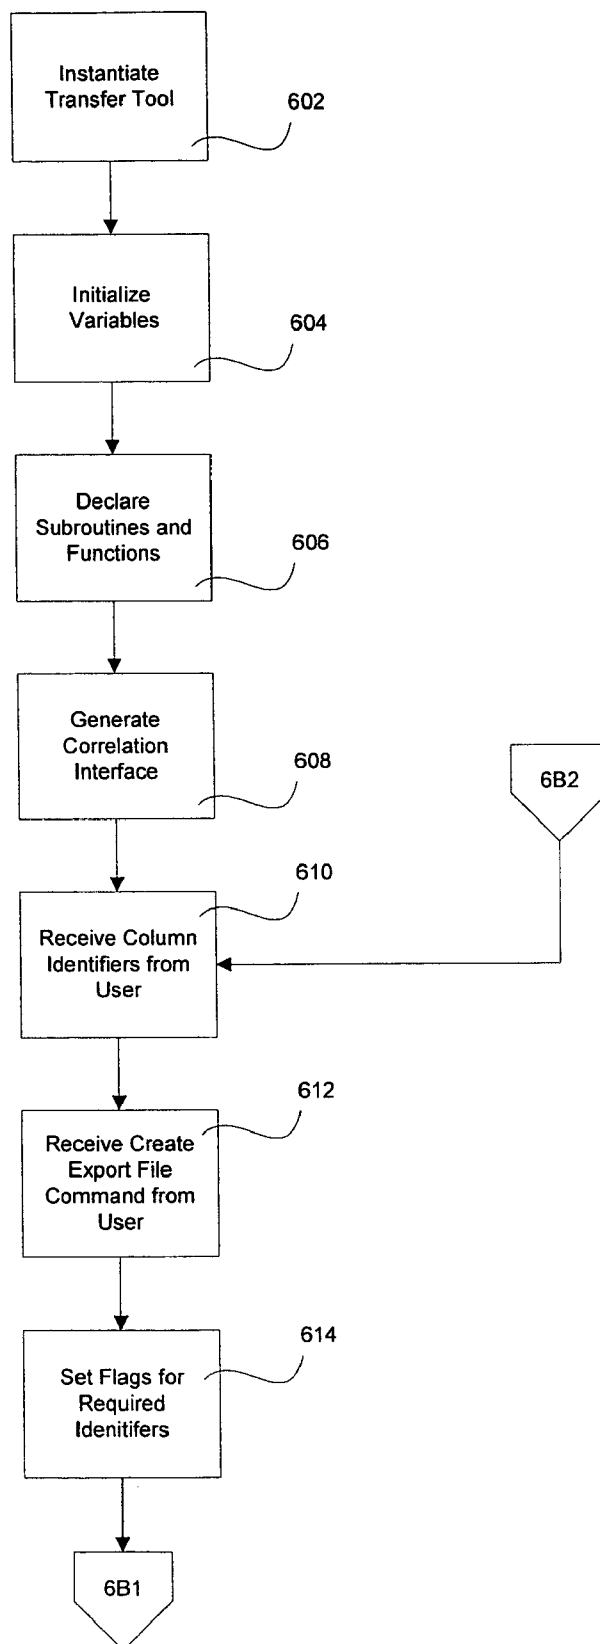 Instantiate
Transfer Tool
602
Initialize
Variables
604
Declare
Subroutines and
Functions
606
Generate
Correlation
Interface
608
6B2
610
Receive Column
Identifiers from
User
612
Receive Create
Export File
Command from
User
614
Set Flags for
Required
Idenitifers
6B1